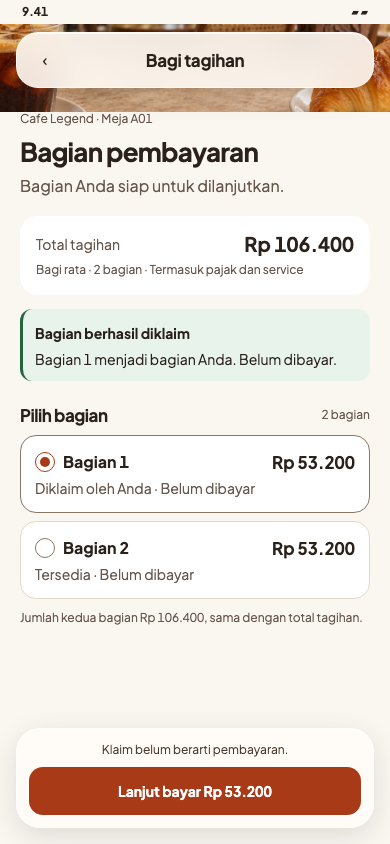 9.41
‹ Bagi tagihan
Cafe Legend · Meja A01
Bagian pembayaran
Bagian Anda siap untuk dilanjutkan.
Total tagihan Rp 106.400
Bagi rata · 2 bagian · Termasuk pajak dan service
Bagian berhasil diklaim
Bagian 1 menjadi bagian Anda. Belum dibayar.
Pilih bagian 2 bagian
Bagian 1 Rp 53.200
Diklaim oleh Anda · Belum dibayar
Bagian 2 Rp 53.200
Tersedia · Belum dibayar
Jumlah kedua bagian Rp 106.400, sama dengan total tagihan.
Klaim belum berarti pembayaran.
Lanjut bayar Rp 53.200